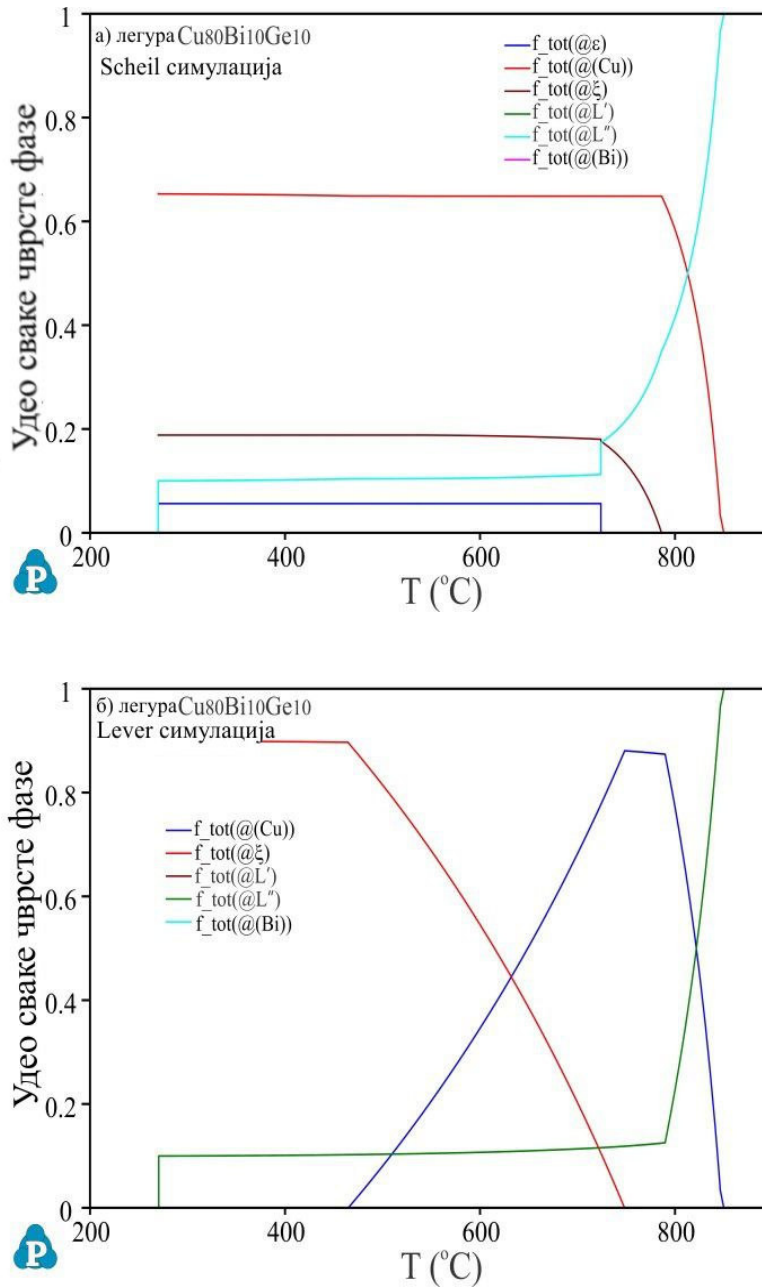 1
а) легура Cu80Bi10Ge10
Scheil симулација
f_tot(@ε)
f_tot(@(Cu))
f_tot(@ξ)
f_tot(@L')
f_tot(@L")
f_tot(@(Bi))
Удео сваке чврсте фазе
0.8
0.6
0.4
0.2
0
200 400 600 800
T (°C)
P
1
б) легура Cu80Bi10Ge10
Lever симулација
Удео сваке чврсте фазе
0.8
f_tot(@(Cu))
f_tot(@ξ)
f_tot(@L')
f_tot(@L")
f_tot(@(Bi))
0.6
0.4
0.2
0
200 400 600 800
T (°C)
P